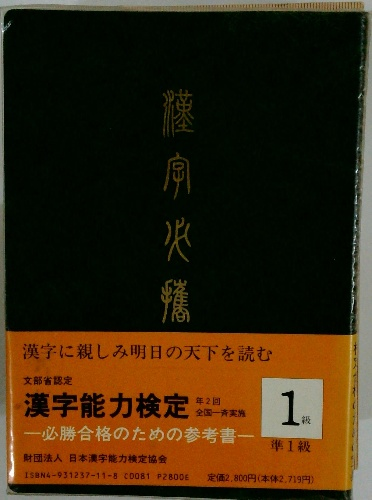 漢字必携
漢字に親しみ明日の天下を読む
文部省認定
漢字能力検定 年2回 全国一斉実施
―必勝合格のための参考書―
財団法人 日本漢字能力検定協会
1級
準1級
ISBN4-931237-11-8 C0081 P2800E 定価2,800円(本体2,719円)